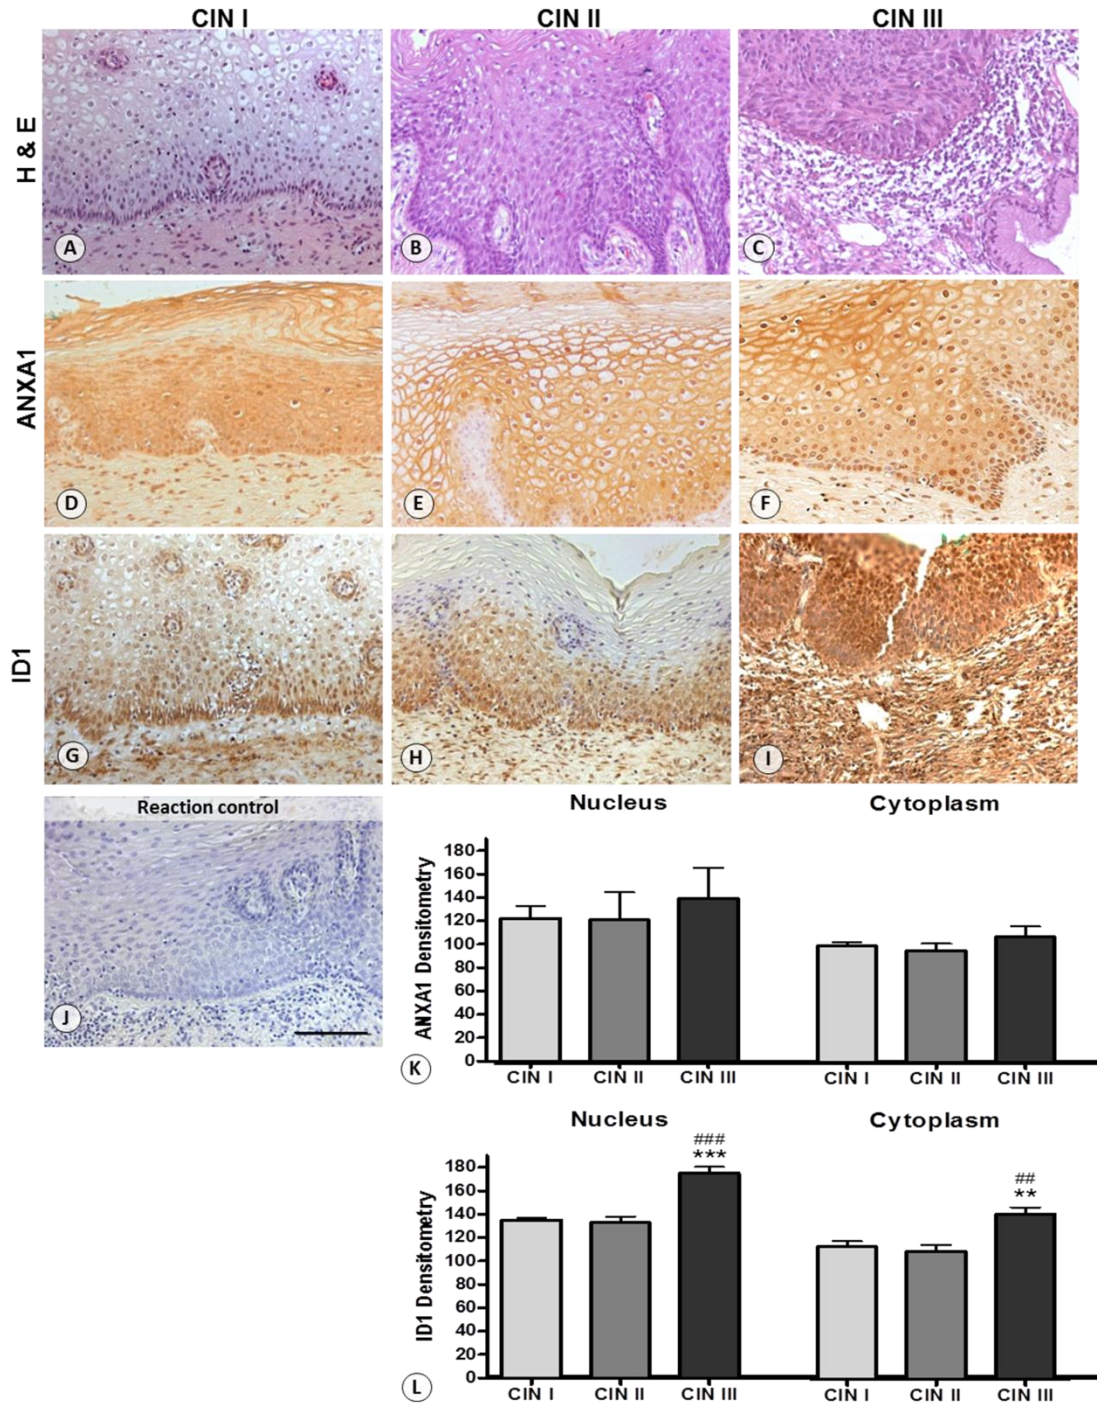 CIN I
CIN II
CIN III
H & E
A
B
C
ANXA1
D
E
F
ID1
G
H
I
Reaction control
J
Nucleus
Cytoplasm
ANXA1 Densitometry
180
160
140
120
100
80
60
40
20
0
CIN I
CIN II
CIN III
CIN I
CIN II
CIN III
K
Nucleus
Cytoplasm
###
***
##
**
ID1 Densitometry
180
160
140
120
100
80
60
40
20
0
CIN I
CIN II
CIN III
CIN I
CIN II
CIN III
L